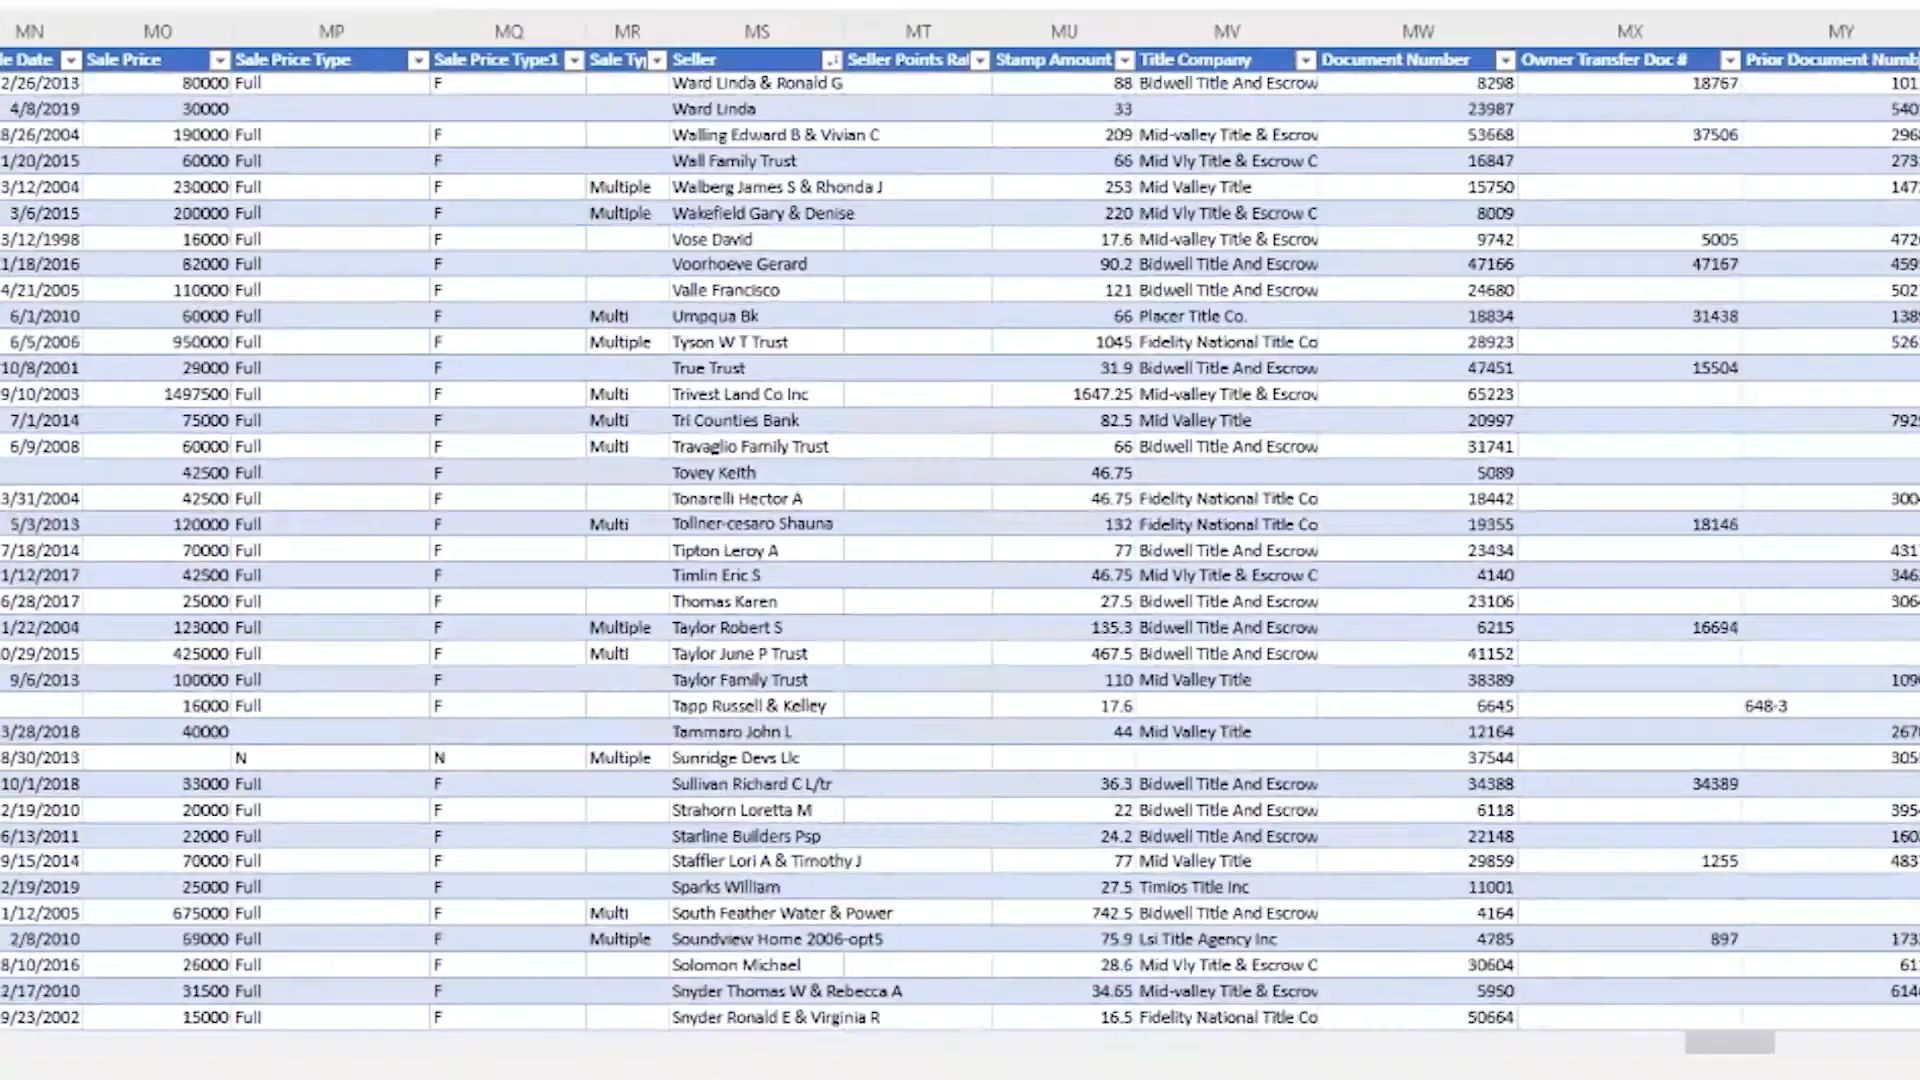 MN MO MP MQ MR MS MT MU MV MW MX MY
le Date Sale Price Sale Price Type Sale Price Type1 Sale Ty Seller Seller Points Rat Stamp Amount Title Company Document Number Owner Transfer Doc # Prior Document Numb
2/26/2013 80000 Full F Ward Linda & Ronald G 88 Bidwell Title And Escrow 8298 18767 101
4/8/2019 30000 Ward Linda 33 23987 540
8/26/2004 190000 Full F Walling Edward B & Vivian C 209 Mid-valley Title & Escrov 53668 37506 296
1/20/2015 60000 Full F Wall Family Trust 66 Mid Vly Title & Escrow C 16847 273
3/12/2004 230000 Full F Multiple Walberg James S & Rhonda J 253 Mid Valley Title 15750 147
3/6/2015 200000 Full F Multiple Wakefield Gary & Denise 220 Mid Vly Title & Escrow C 8009
3/12/1998 16000 Full F Vose David 17.6 Mid-valley Title & Escrov 9742 5005 472
1/18/2016 82000 Full F Voorhoeve Gerard 90.2 Bidwell Title And Escrow 47166 47167 459
4/21/2005 110000 Full F Valle Francisco 121 Bidwell Title And Escrow 24680 502
6/1/2010 60000 Full F Multi Umpqua Bk 66 Placer Title Co. 18834 31438 138
6/5/2006 950000 Full F Multiple Tyson W T Trust 1045 Fidelity National Title Co 28923 526
10/8/2001 29000 Full F True Trust 31.9 Bidwell Title And Escrow 47451 15504
9/10/2003 1497500 Full F Multi Trivest Land Co Inc 1647.25 Mid-valley Title & Escrov 65223
7/1/2014 75000 Full F Multi Tri Counties Bank 82.5 Mid Valley Title 20997 792
6/9/2008 60000 Full F Multi Travaglio Family Trust 66 Bidwell Title And Escrow 31741
42500 Full F Tovey Keith 46.75 5089
3/31/2004 42500 Full F Tonarelli Hector A 46.75 Fidelity National Title Co 18442 300
5/3/2013 120000 Full F Multi Tollner-cesaro Shauna 132 Fidelity National Title Co 19355 18146
7/18/2014 70000 Full F Tipton Leroy A 77 Bidwell Title And Escrow 23434 431
1/12/2017 42500 Full F Timlin Eric S 46.75 Mid Vly Title & Escrow C 4140 346
6/28/2017 25000 Full F Thomas Karen 27.5 Bidwell Title And Escrow 23106 306
1/22/2004 123000 Full F Multiple Taylor Robert S 135.3 Bidwell Title And Escrow 6215 16694
0/29/2015 425000 Full F Multi Taylor June P Trust 467.5 Bidwell Title And Escrow 41152
9/6/2013 100000 Full F Taylor Family Trust 110 Mid Valley Title 38389 109
16000 Full F Tapp Russell & Kelley 17.6 6645 648-3
3/28/2018 40000 Tammaro John L 44 Mid Valley Title 12164 267
8/30/2013 N N Multiple Sunridge Devs Llc 37544 305
10/1/2018 33000 Full F Sullivan Richard C L/tr 36.3 Bidwell Title And Escrow 34388 34389
2/19/2010 20000 Full F Strahorn Loretta M 22 Bidwell Title And Escrow 6118 395
6/13/2011 22000 Full F Starline Builders Psp 24.2 Bidwell Title And Escrow 22148 160
9/15/2014 70000 Full F Staffler Lori A & Timothy J 77 Mid Valley Title 29859 1255 483
2/19/2019 25000 Full F Sparks William 27.5 Timios Title Inc 11001
1/12/2005 675000 Full F Multi South Feather Water & Power 742.5 Bidwell Title And Escrow 4164
2/8/2010 69000 Full F Multiple Soundview Home 2006-opt5 75.9 Lsi Title Agency Inc 4785 897 173
8/10/2016 26000 Full F Solomon Michael 28.6 Mid Vly Title & Escrow C 30604 61
2/17/2010 31500 Full F Snyder Thomas W & Rebecca A 34.65 Mid-valley Title & Escrov 5950 614
9/23/2002 15000 Full F Snyder Ronald E & Virginia R 16.5 Fidelity National Title Co 50664